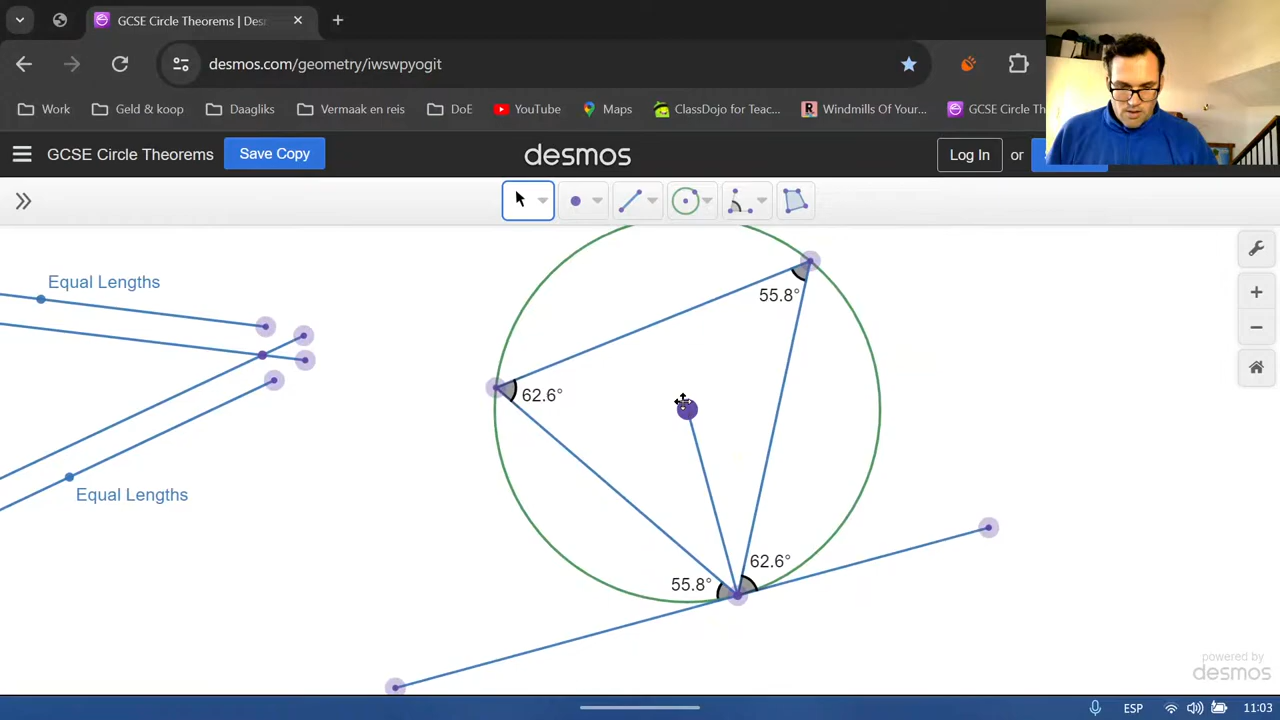 GCSE Circle Theorems | Des
desmos.com/geometry/iwswpyogit
Work
Geld & koop
Daagliks
Vermaak en reis
DoE
YouTube
Maps
ClassDojo for Teac...
Windmills Of Your...
GCSE Circle Th
GCSE Circle Theorems
Save Copy
desmos
Log In
or
Equal Lengths
55.8°
62.6°
Equal Lengths
62.6°
55.8°
powered by
desmos
ESP
11:03